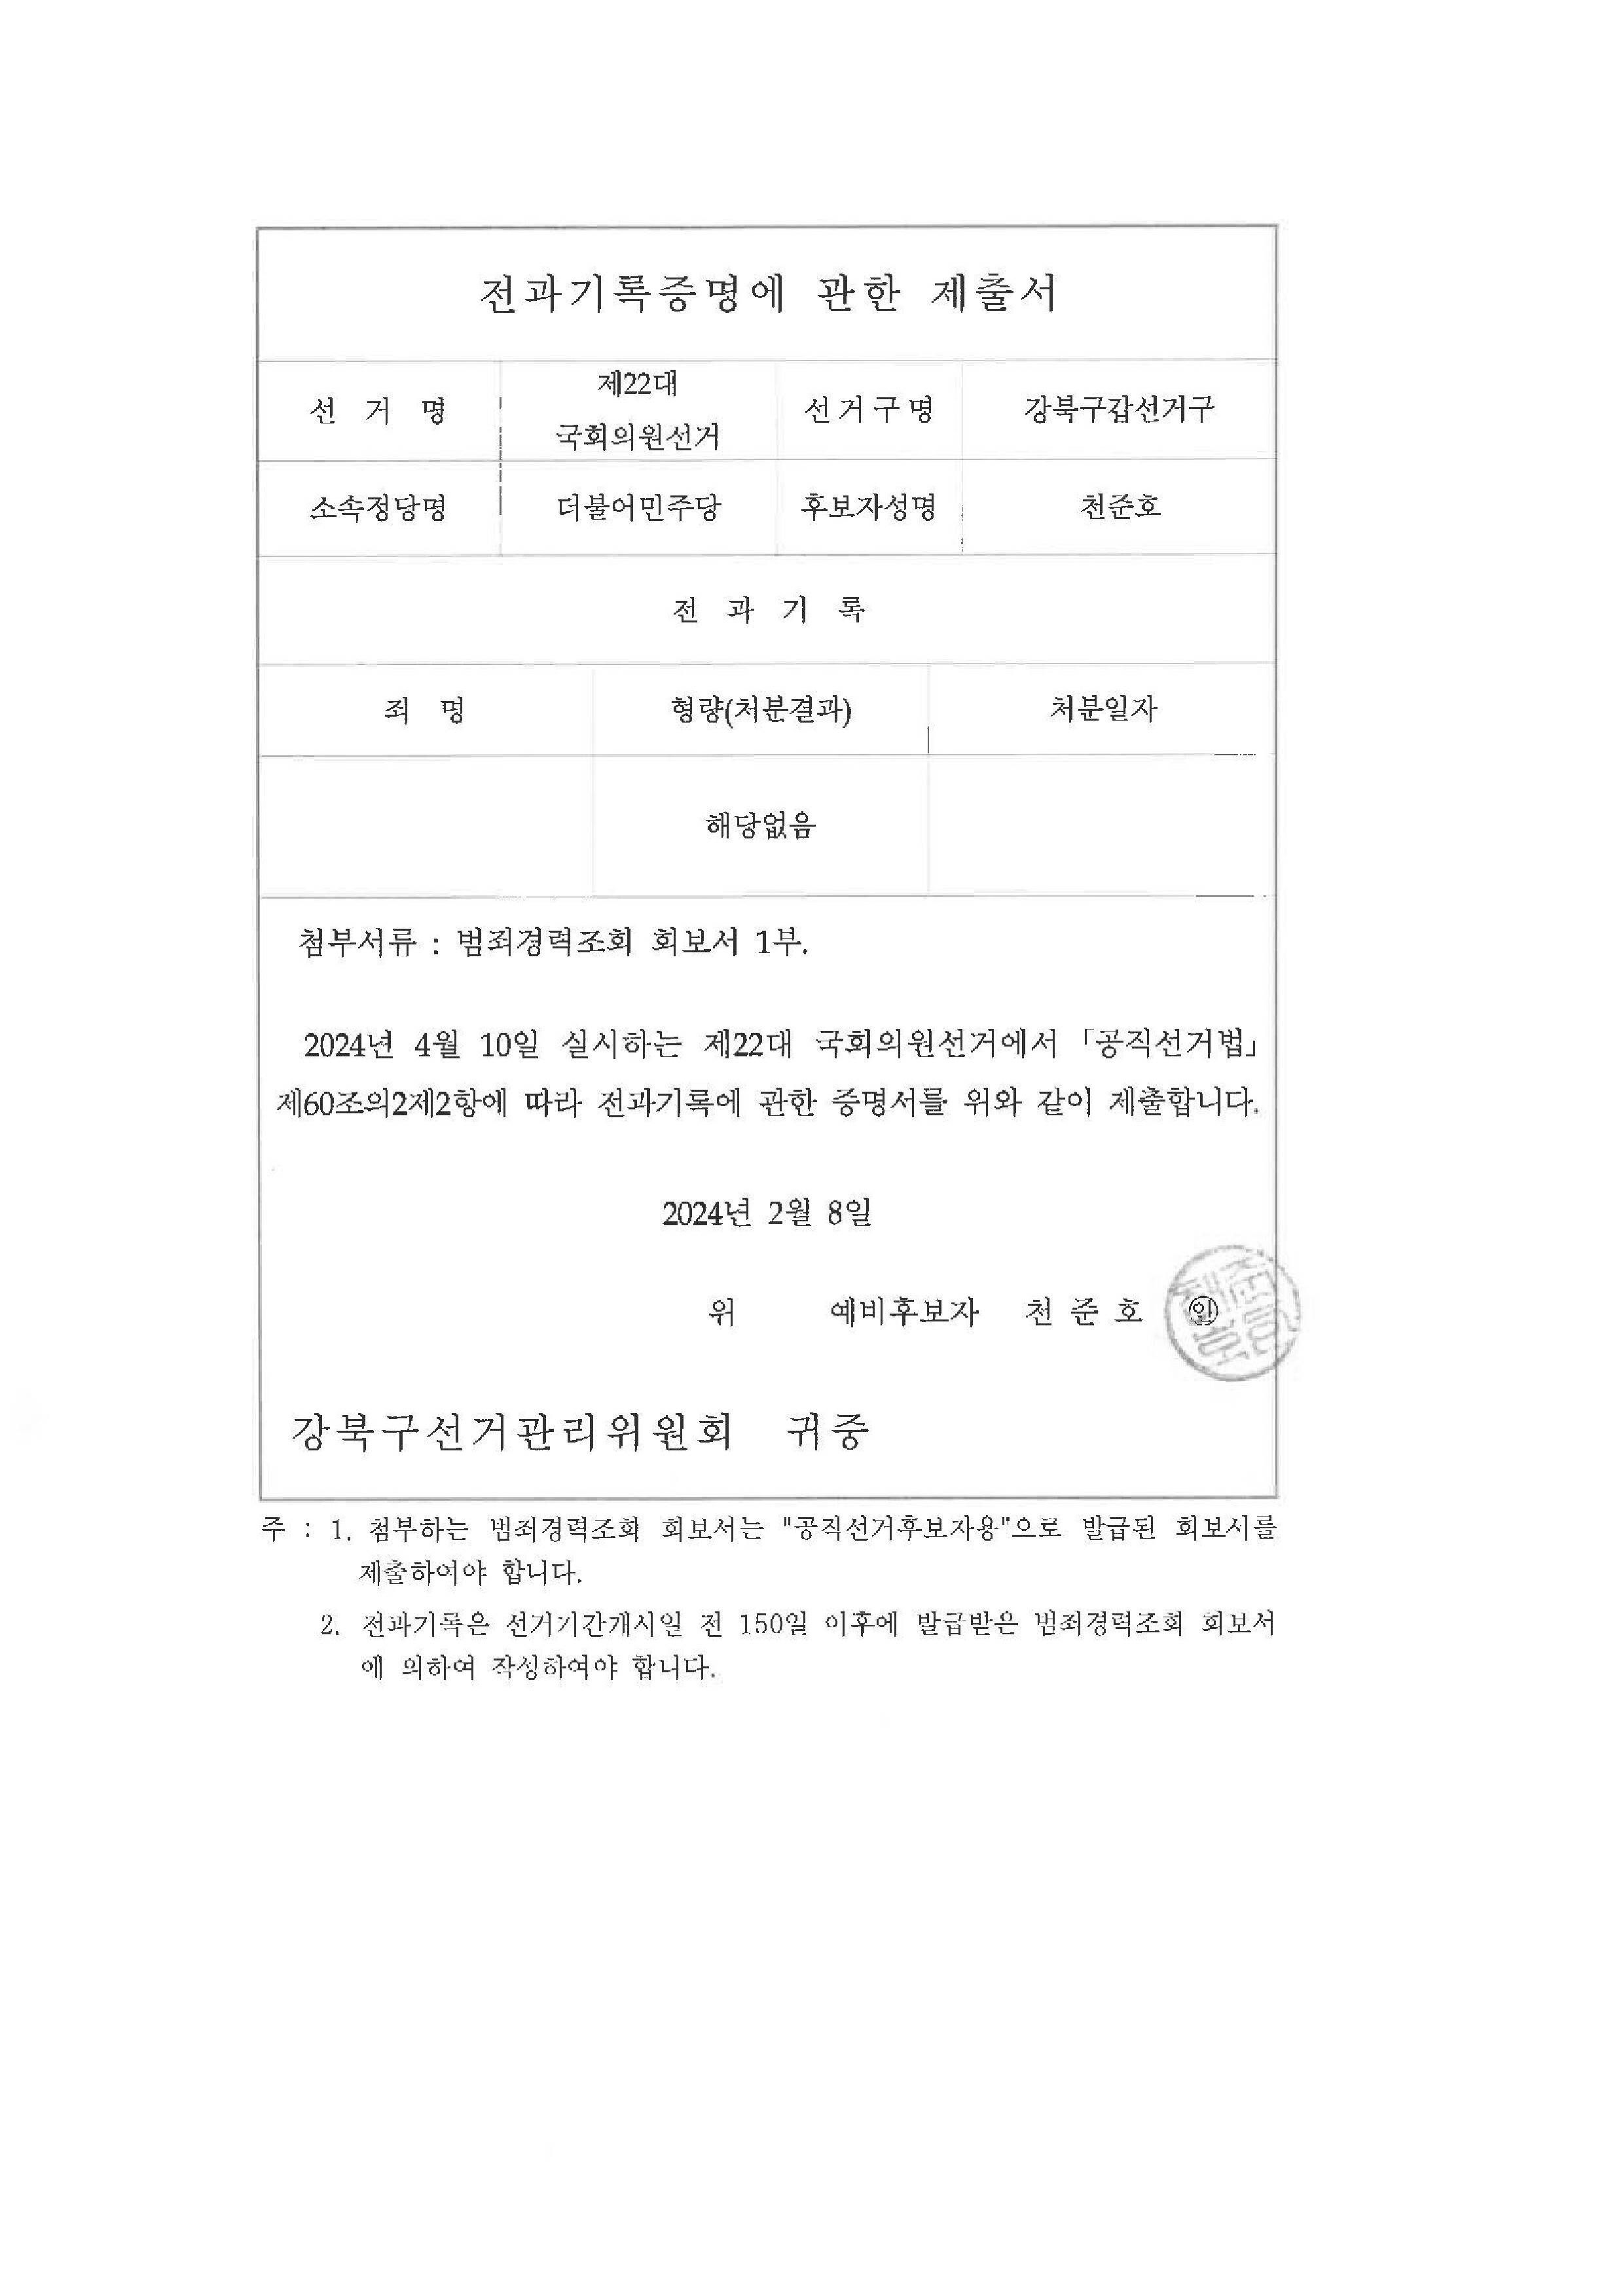 전과기록증명에 관한 제출서
선 거 명
제22대
국회의원선거
선거구명
강북구갑선거구
소속정당명
더불어민주당
후보자성명
천준호
전 과 기 록
죄 명
형량(처분결과)
처분일자
해당없음
첨부서류 : 범죄경력조회 회보서 1부.
2024년 4월 10일 실시하는 제22대 국회의원선거에서 「공직선거법」
제60조의2제2항에 따라 전과기록에 관한 증명서를 위와 같이 제출합니다.
2024년 2월 8일
위 예비후보자 천 준 호 ㊞
강북구선거관리위원회 귀중
주 : 1. 첨부하는 범죄경력조회 회보서는 "공직선거후보자용"으로 발급된 회보서를
제출하여야 합니다.
2. 전과기록은 선거기간개시일 전 150일 이후에 발급받은 범죄경력조회 회보서
에 의하여 작성하여야 합니다.